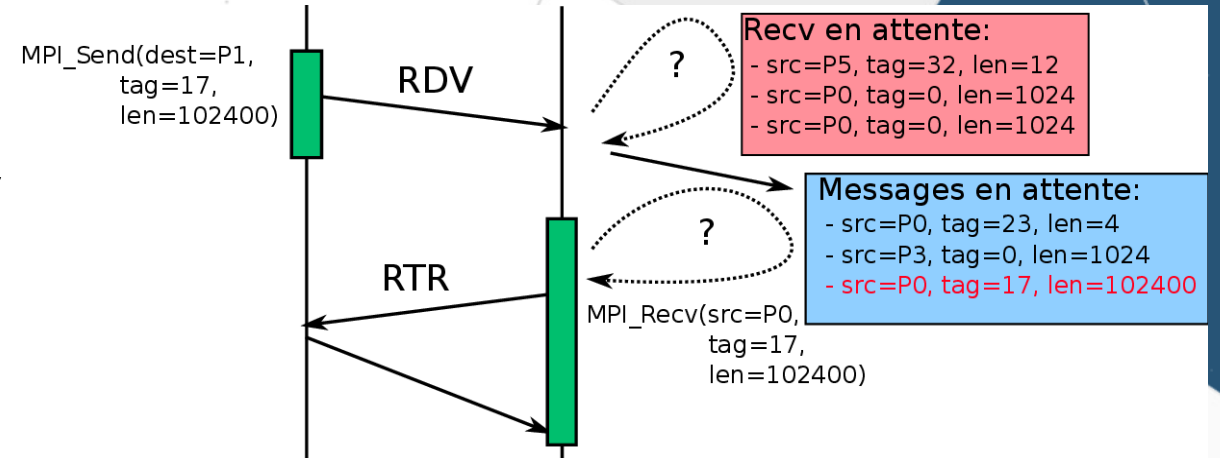 MPI_Send(dest=P1,
tag=17,
len=102400)
RDV
?
Recv en attente:
- src=P5, tag=32, len=12
- src=P0, tag=0, len=1024
- src=P0, tag=0, len=1024
Messages en attente:
- src=P0, tag=23, len=4
- src=P3, tag=0, len=1024
- src=P0, tag=17, len=102400
?
RTR
MPI_Recv(src=P0,
tag=17,
len=102400)